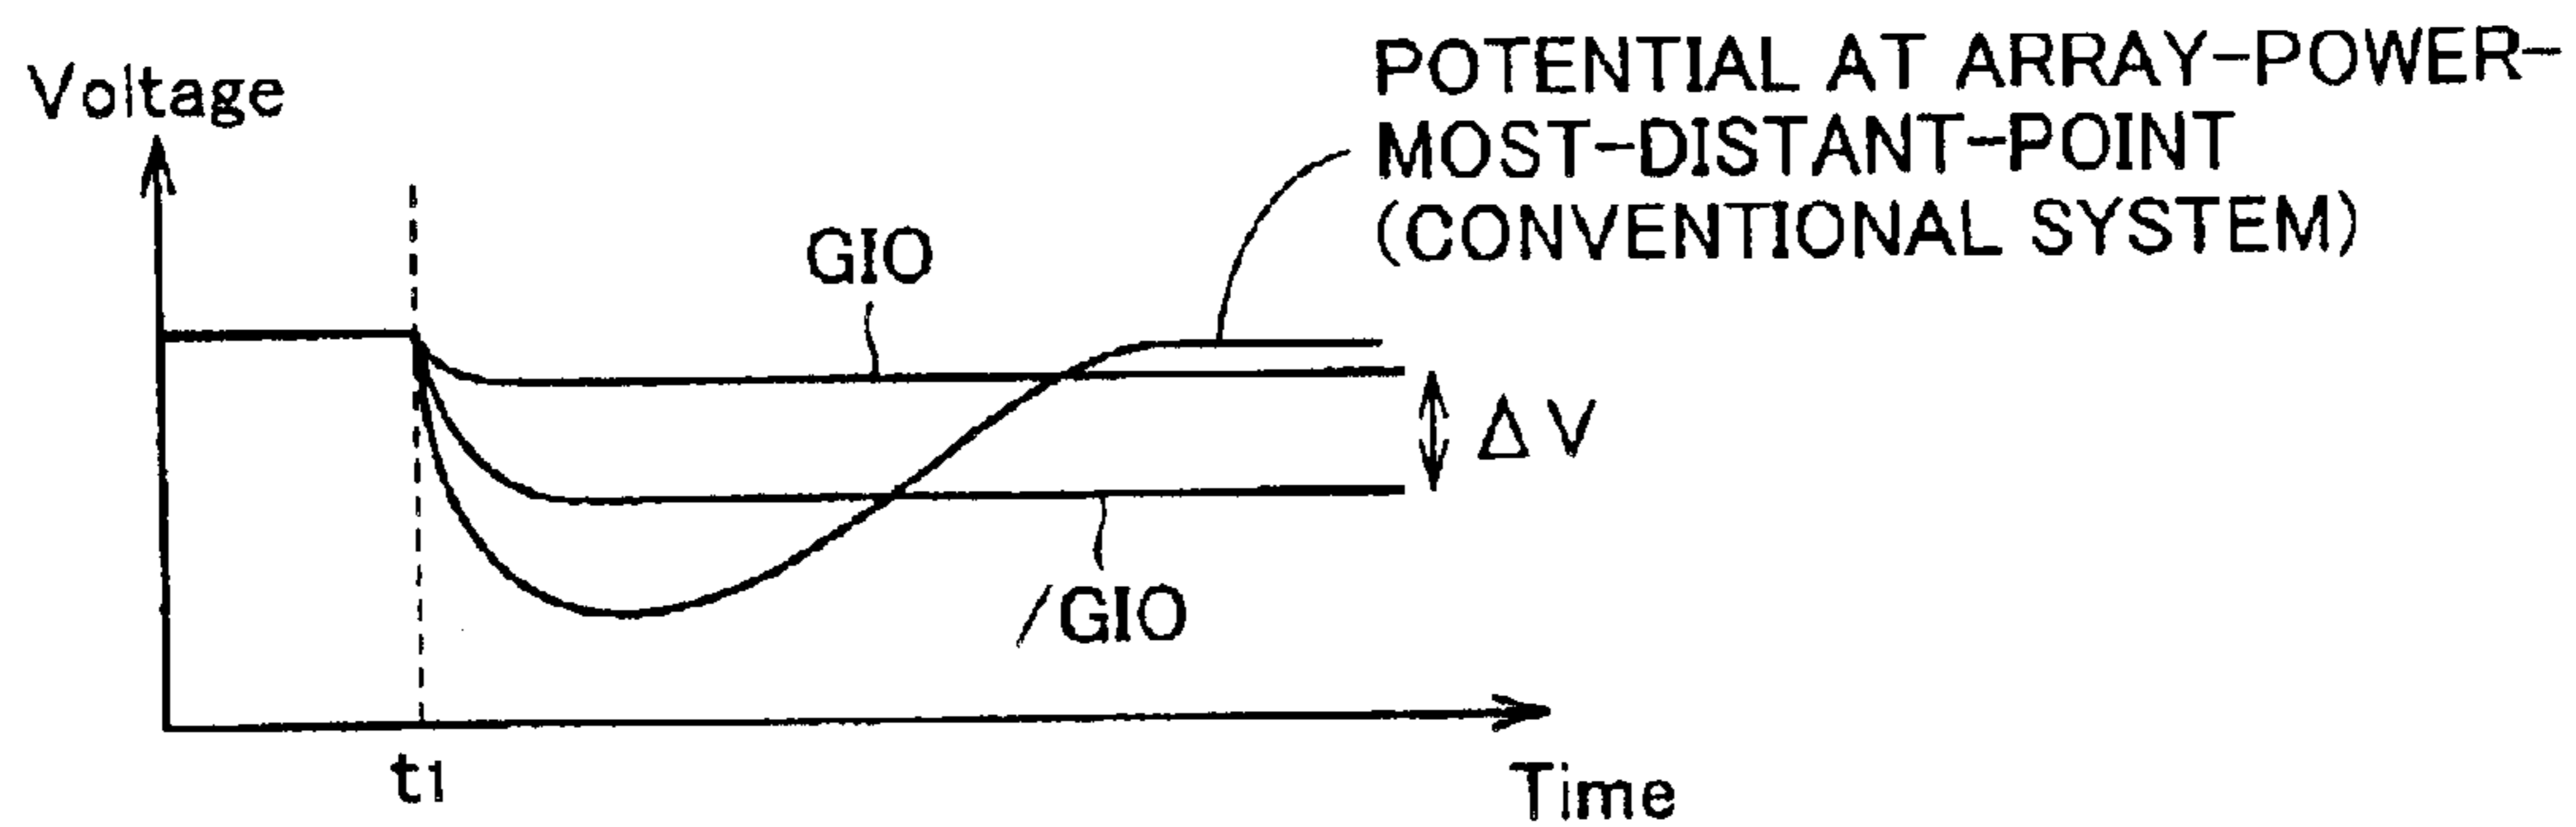 POTENTIAL AT ARRAY-POWER-
MOST-DISTANT-POINT
(CONVENTIONAL SYSTEM)
Voltage
GIO
ΔV
/GIO
t1
Time